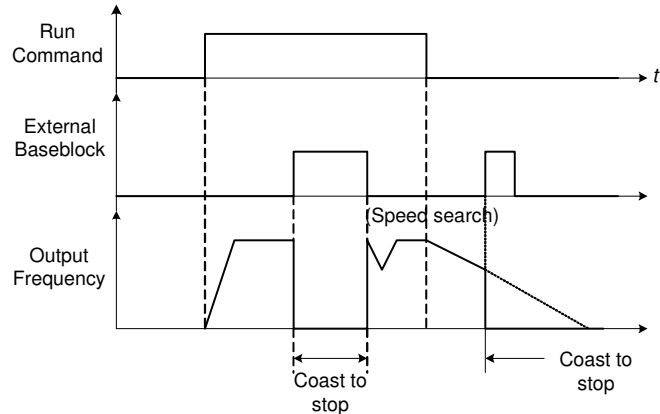 Run
Command
t
External
Baseblock
(Speed search)
Output
Frequency
Coast to
stop
Coast to
stop